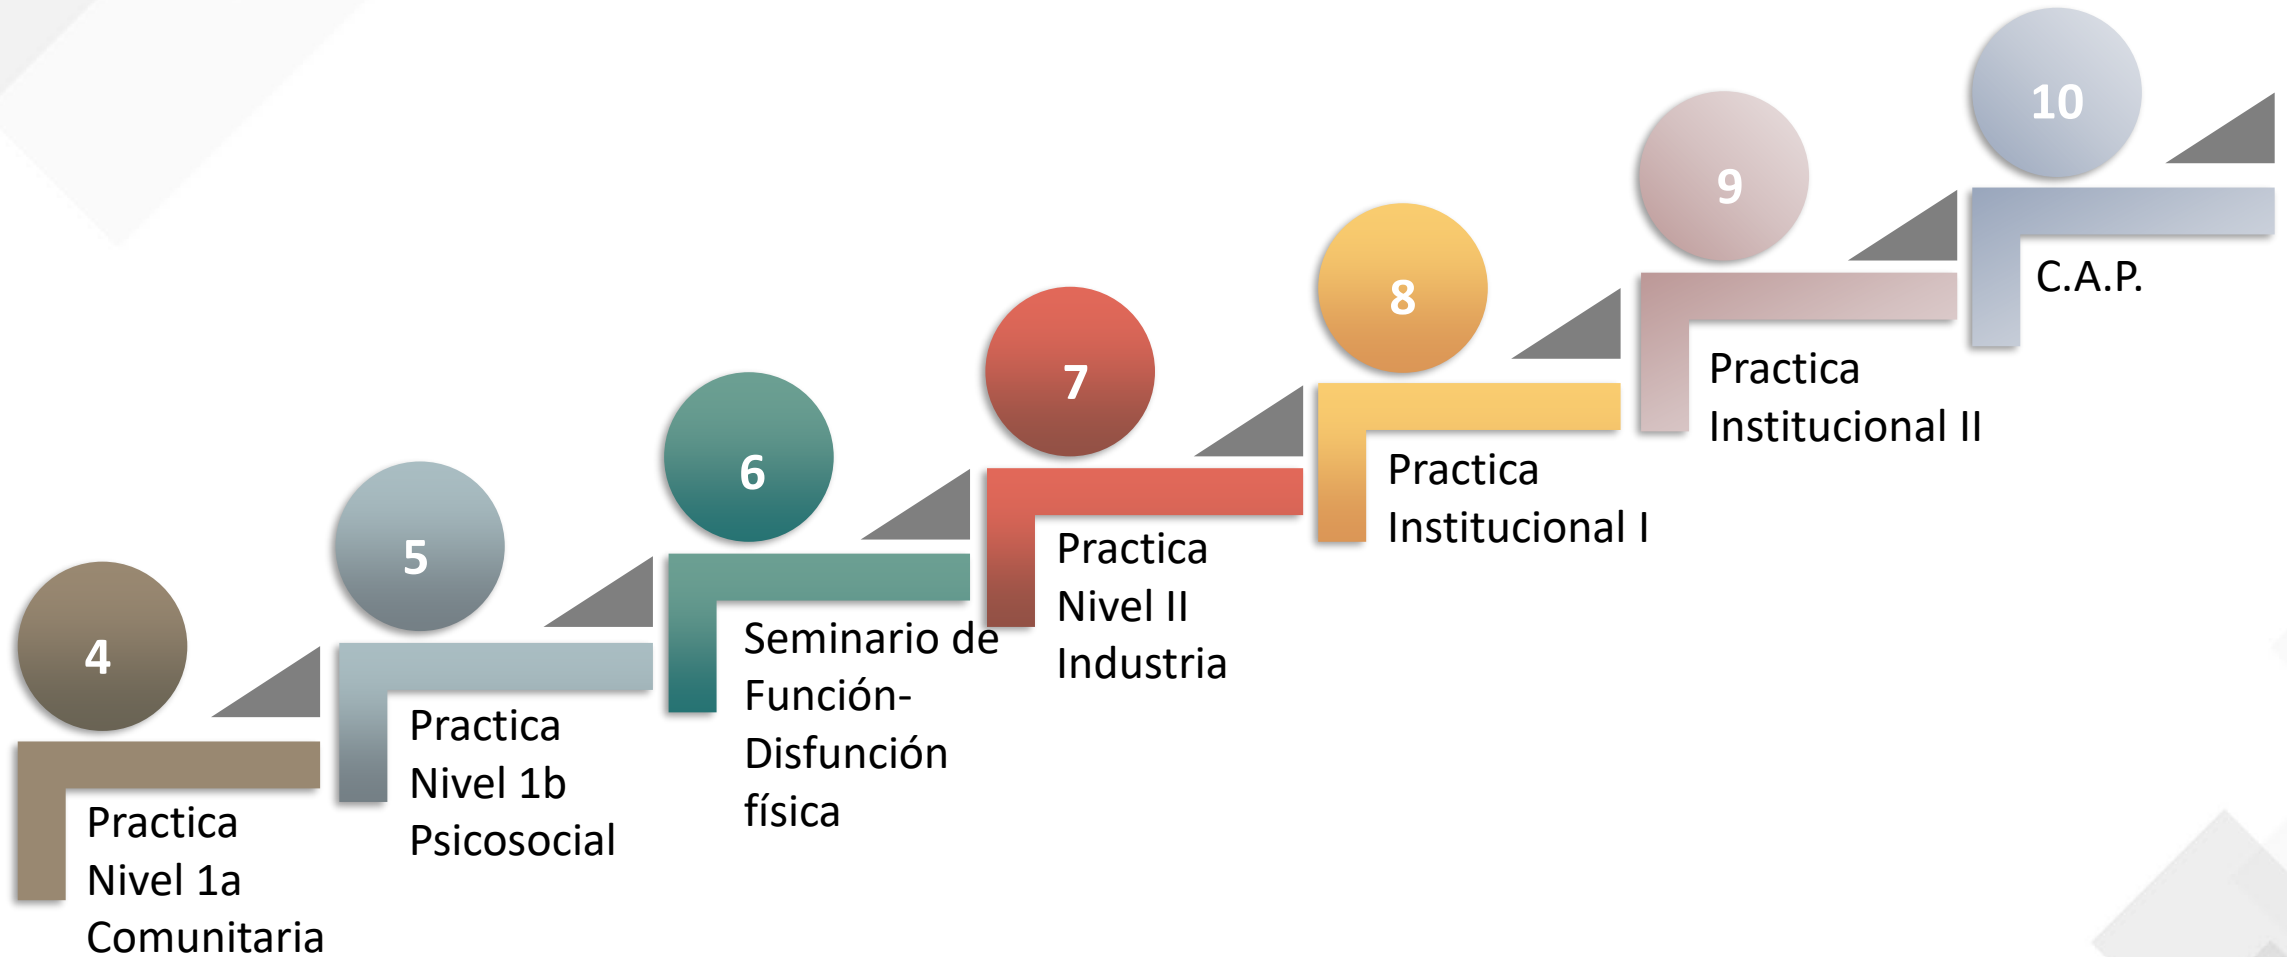 4
Practica
Nivel 1a
Comunitaria
5
Practica
Nivel 1b
Psicosocial
6
Seminario de
Función-
Disfunción
física
7
Practica
Nivel II
Industria
8
Practica
Institucional I
9
Practica
Institucional II
10
C.A.P.